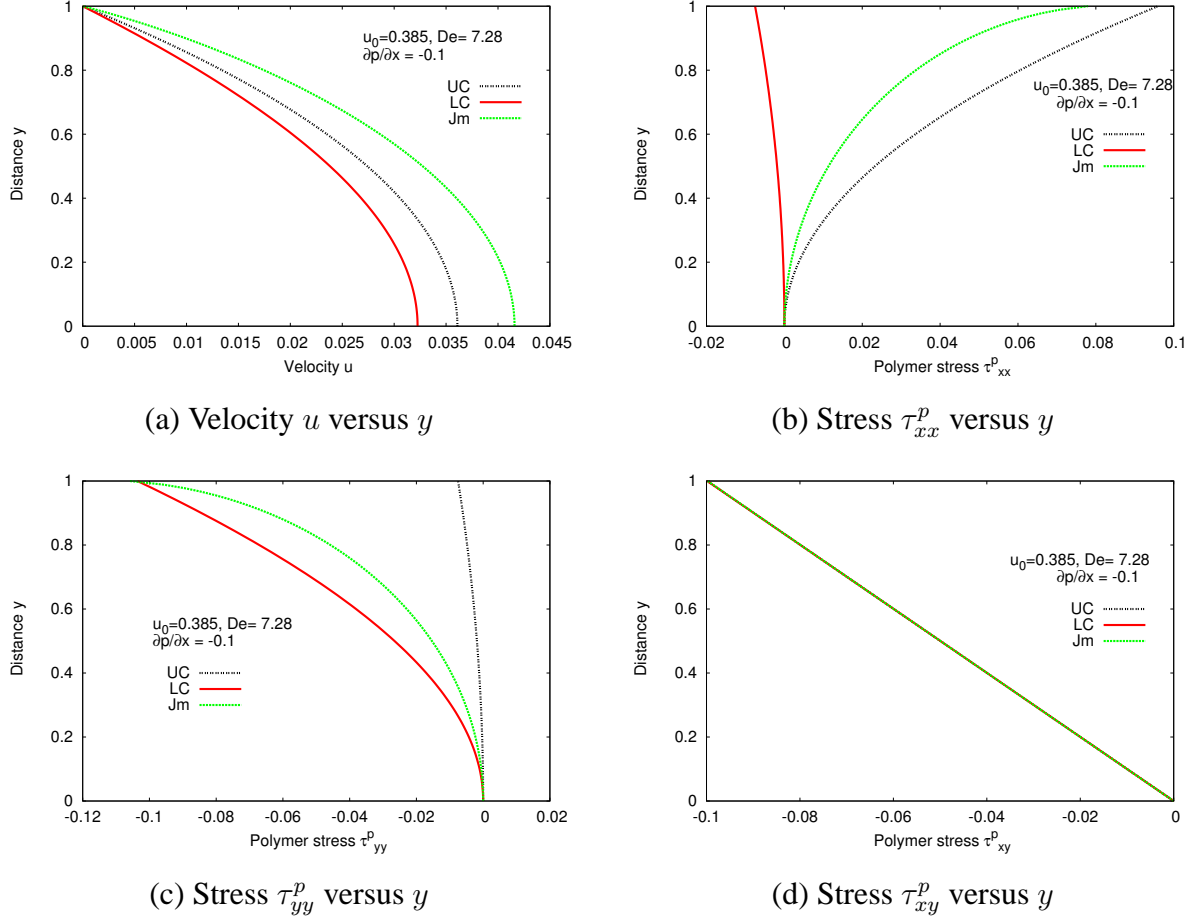 u0=0.385, De= 7.28
∂p/∂x = -0.1
UC
LC
Jm
Distance y
1
0.8
0.6
0.4
0.2
0
0 0.005 0.01 0.015 0.02 0.025 0.03 0.035 0.04 0.045
Velocity u
(a) Velocity u versus y
u0=0.385, De= 7.28
∂p/∂x = -0.1
UC
LC
Jm
Distance y
1
0.8
0.6
0.4
0.2
0
-0.02 0 0.02 0.04 0.06 0.08 0.1
Polymer stress τ^p_xx
(b) Stress τ^p_xx versus y
u0=0.385, De= 7.28
∂p/∂x = -0.1
UC
LC
Jm
Distance y
1
0.8
0.6
0.4
0.2
0
-0.12 -0.1 -0.08 -0.06 -0.04 -0.02 0 0.02
Polymer stress τ^p_yy
(c) Stress τ^p_yy versus y
u0=0.385, De= 7.28
∂p/∂x = -0.1
UC
LC
Jm
Distance y
1
0.8
0.6
0.4
0.2
0
-0.1 -0.08 -0.06 -0.04 -0.02 0
Polymer stress τ^p_xy
(d) Stress τ^p_xy versus y